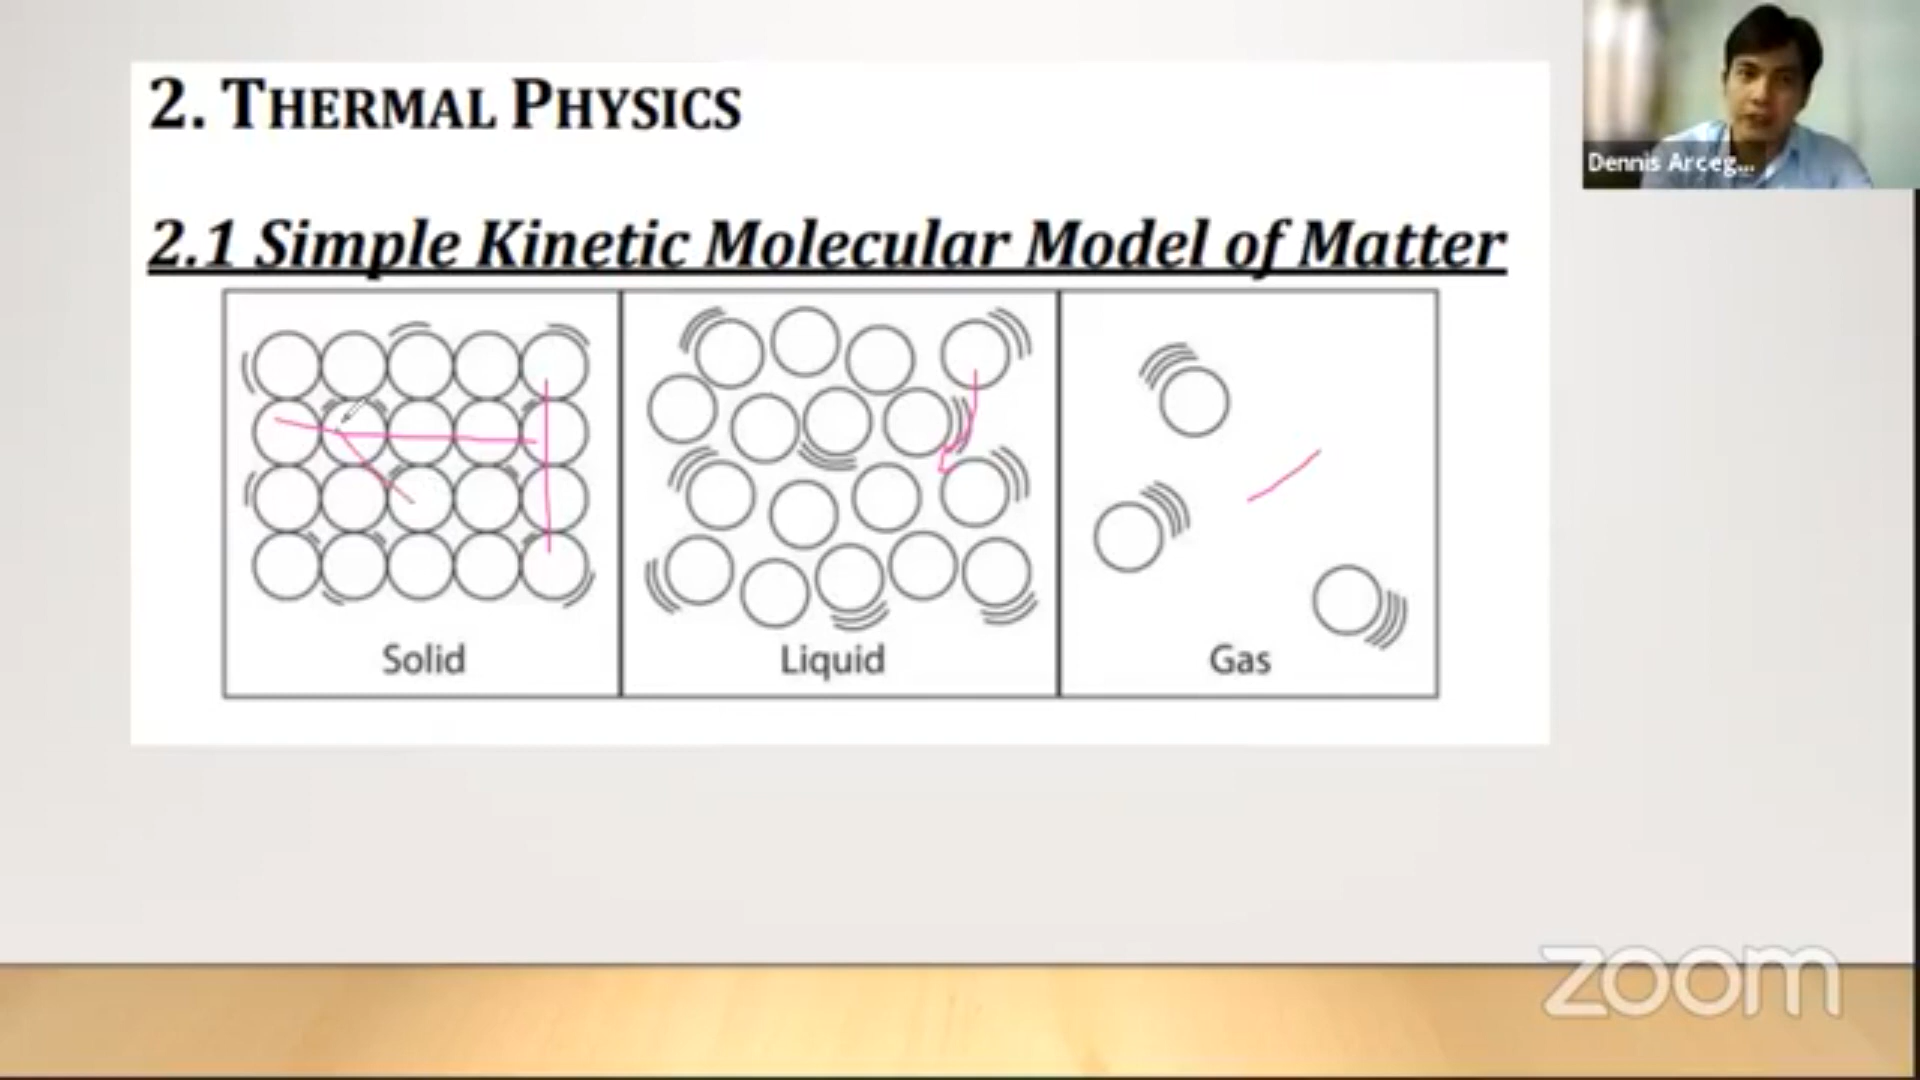 2. THERMAL PHYSICS
2.1 Simple Kinetic Molecular Model of Matter
Solid
Liquid
Gas
Dennis Arceg...
zoom